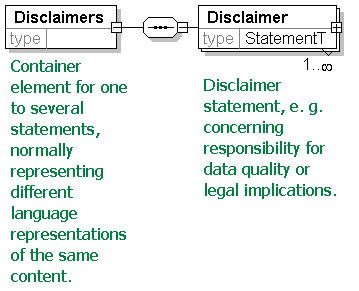 Disclaimers
type
Container
element for one
to several
statements,
normally
representing
different
language
representations
of the same
content.
Disclaimer
type StatementT
1..∞
Disclaimer
statement, e. g.
concerning
responsibility for
data quality or
legal implications.